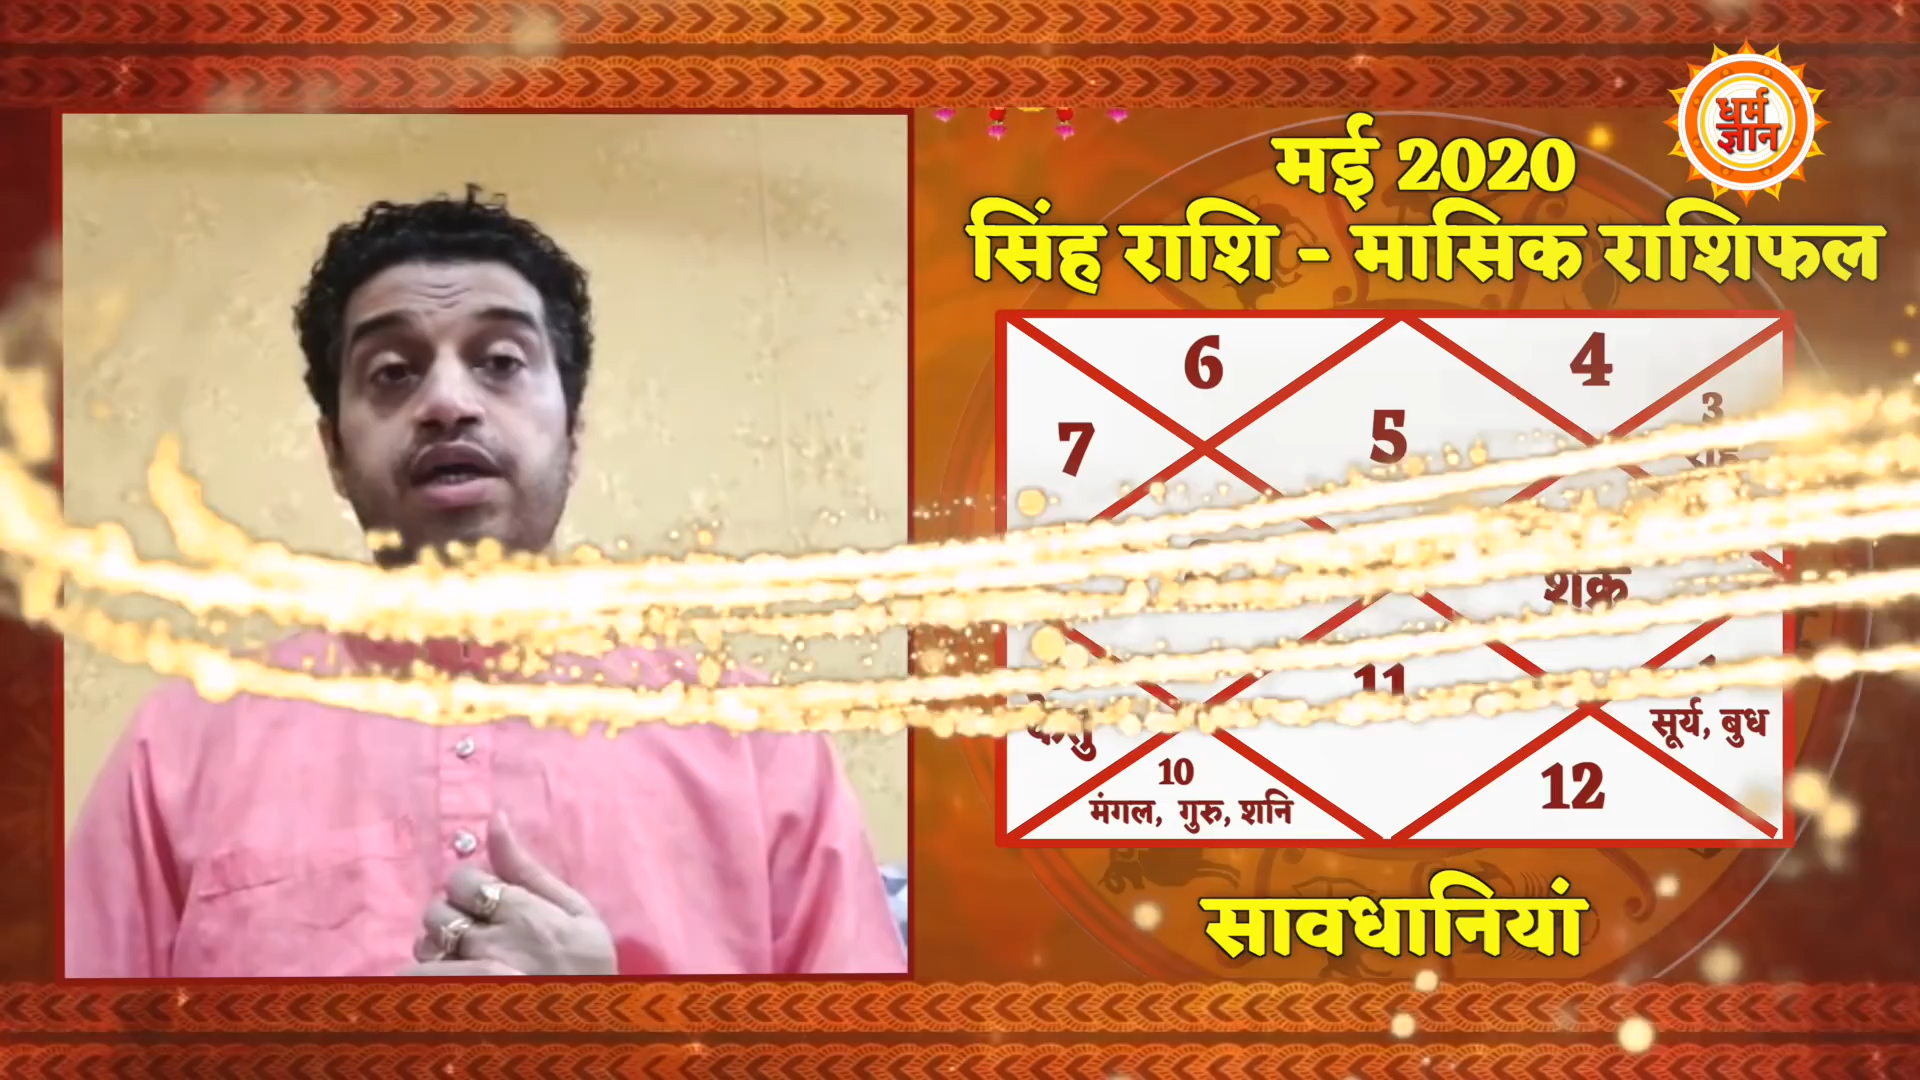 धर्म
ज्ञान
मई 2020
सिंह राशि - मासिक राशिफल
6
4
3
7
5
शुक्र
11
सूर्य, बुध
10
12
मंगल, गुरु, शनि
सावधानियां